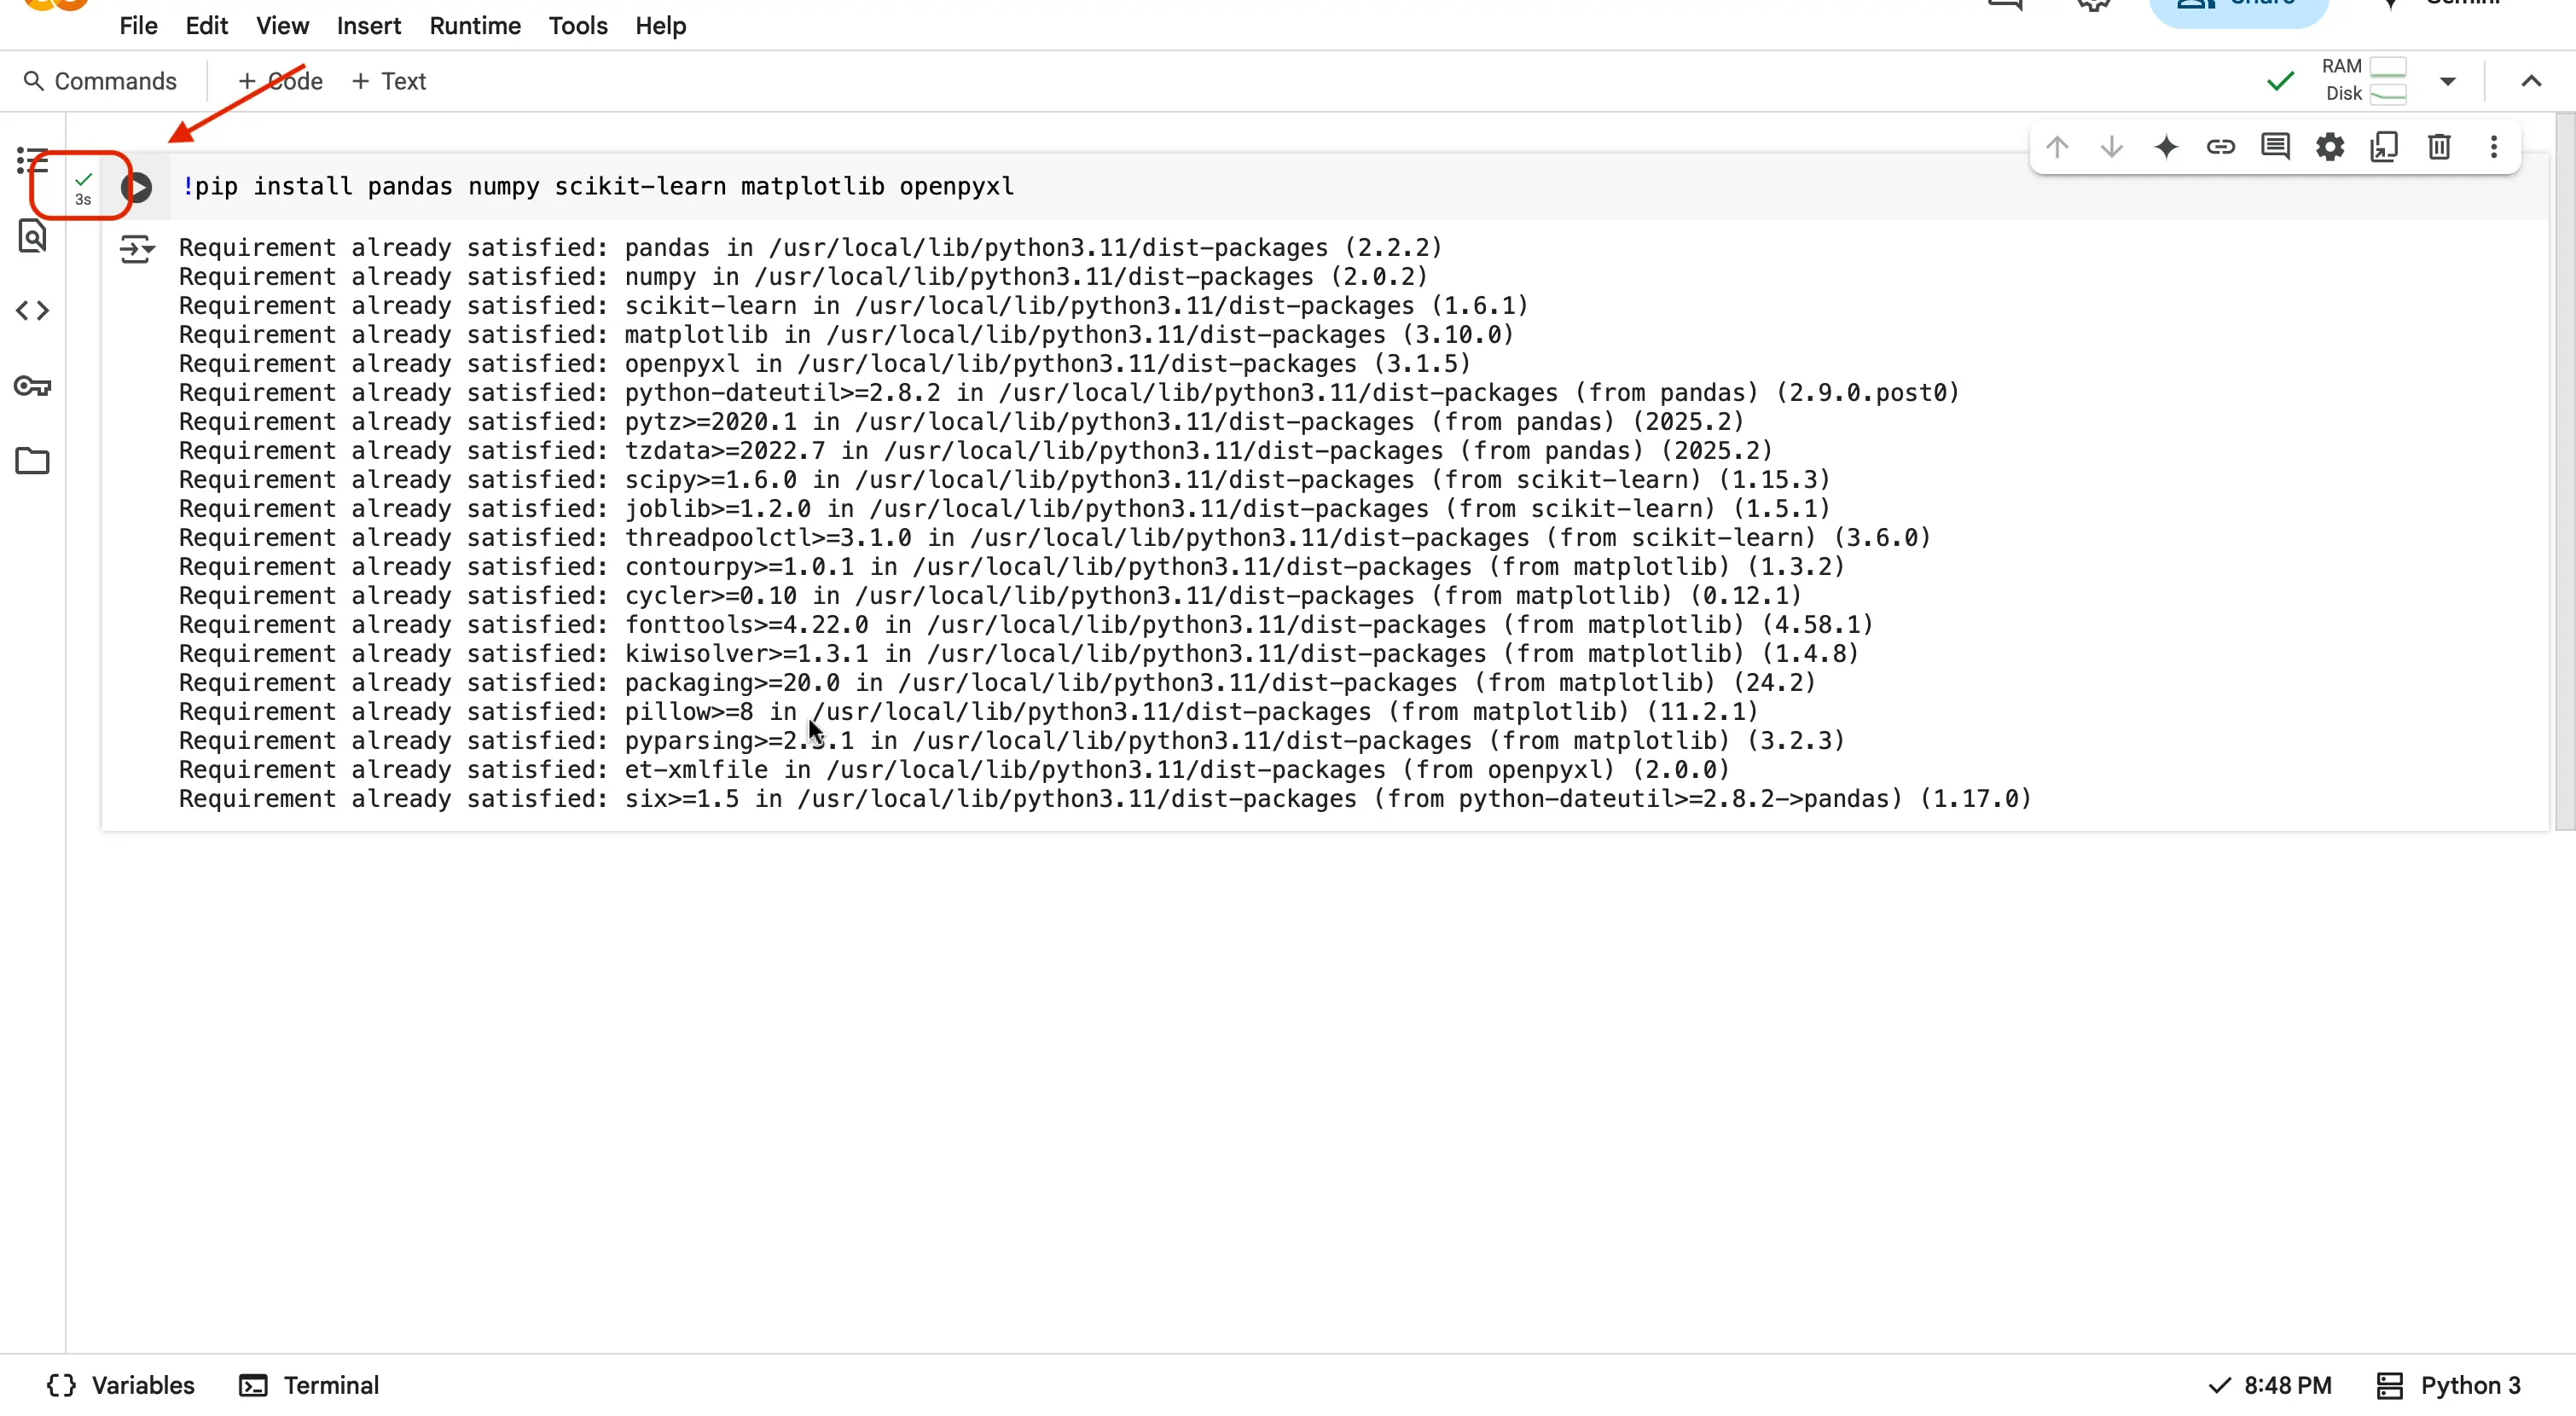 Share
Gemini
File Edit View Insert Runtime Tools Help
Commands + Code + Text
RAM
Disk
3s
!pip install pandas numpy scikit-learn matplotlib openpyxl
Requirement already satisfied: pandas in /usr/local/lib/python3.11/dist-packages (2.2.2)
Requirement already satisfied: numpy in /usr/local/lib/python3.11/dist-packages (2.0.2)
Requirement already satisfied: scikit-learn in /usr/local/lib/python3.11/dist-packages (1.6.1)
Requirement already satisfied: matplotlib in /usr/local/lib/python3.11/dist-packages (3.10.0)
Requirement already satisfied: openpyxl in /usr/local/lib/python3.11/dist-packages (3.1.5)
Requirement already satisfied: python-dateutil>=2.8.2 in /usr/local/lib/python3.11/dist-packages (from pandas) (2.9.0.post0)
Requirement already satisfied: pytz>=2020.1 in /usr/local/lib/python3.11/dist-packages (from pandas) (2025.2)
Requirement already satisfied: tzdata>=2022.7 in /usr/local/lib/python3.11/dist-packages (from pandas) (2025.2)
Requirement already satisfied: scipy>=1.6.0 in /usr/local/lib/python3.11/dist-packages (from scikit-learn) (1.15.3)
Requirement already satisfied: joblib>=1.2.0 in /usr/local/lib/python3.11/dist-packages (from scikit-learn) (1.5.1)
Requirement already satisfied: threadpoolctl>=3.1.0 in /usr/local/lib/python3.11/dist-packages (from scikit-learn) (3.6.0)
Requirement already satisfied: contourpy>=1.0.1 in /usr/local/lib/python3.11/dist-packages (from matplotlib) (1.3.2)
Requirement already satisfied: cycler>=0.10 in /usr/local/lib/python3.11/dist-packages (from matplotlib) (0.12.1)
Requirement already satisfied: fonttools>=4.22.0 in /usr/local/lib/python3.11/dist-packages (from matplotlib) (4.58.1)
Requirement already satisfied: kiwisolver>=1.3.1 in /usr/local/lib/python3.11/dist-packages (from matplotlib) (1.4.8)
Requirement already satisfied: packaging>=20.0 in /usr/local/lib/python3.11/dist-packages (from matplotlib) (24.2)
Requirement already satisfied: pillow>=8 in /usr/local/lib/python3.11/dist-packages (from matplotlib) (11.2.1)
Requirement already satisfied: pyparsing>=2.3.1 in /usr/local/lib/python3.11/dist-packages (from matplotlib) (3.2.3)
Requirement already satisfied: et-xmlfile in /usr/local/lib/python3.11/dist-packages (from openpyxl) (2.0.0)
Requirement already satisfied: six>=1.5 in /usr/local/lib/python3.11/dist-packages (from python-dateutil>=2.8.2->pandas) (1.17.0)
Variables Terminal 8:48 PM Python 3